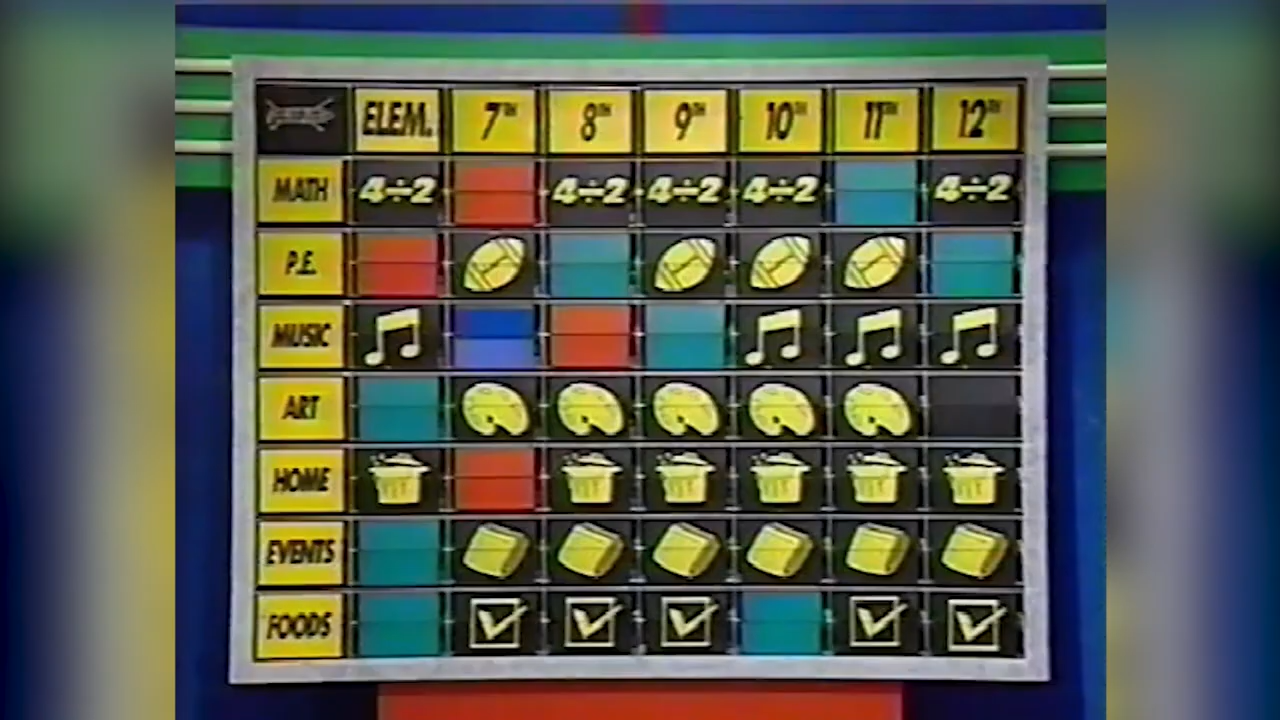 ELEM. 7TH 8TH 9TH 10TH 11TH 12TH
MATH 4÷2 4÷2 4÷2 4÷2 4÷2
P.E.
MUSIC
ART
HOME
EVENTS
FOODS